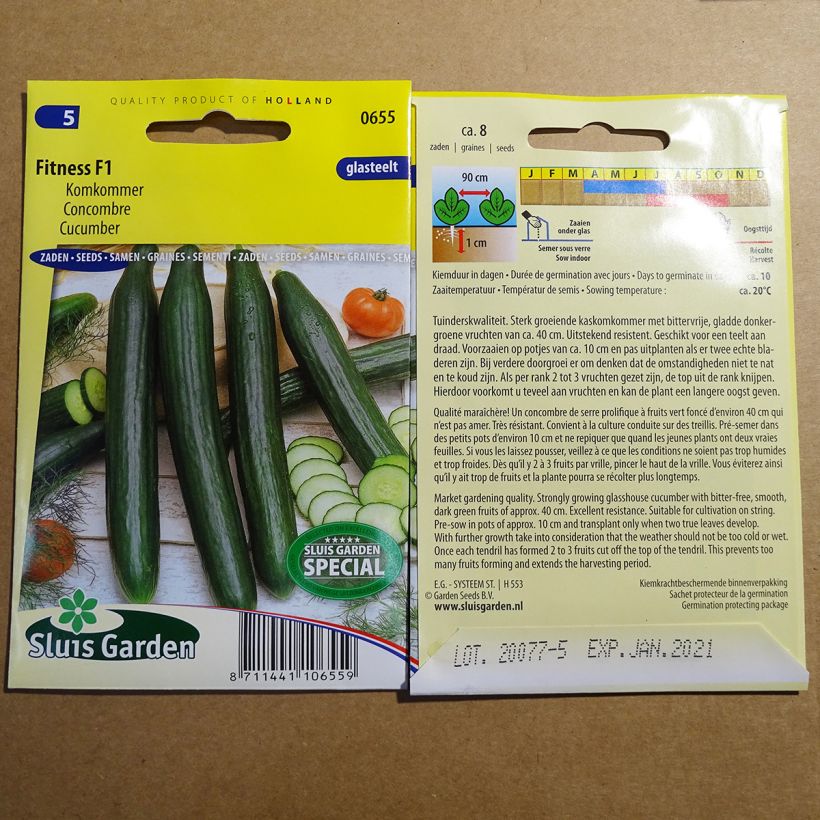 QUALITY PRODUCT OF HOLLAND
5
0655
Fitness F1
glasteelt
Komkommer
Concombre
Cucumber
ZADEN • SEEDS • SAMEN • GRAINES • SEMENTI • ZADEN • SEEDS • SAMEN • GRAINES • SEME
★★★★★
SLUIS GARDEN
SPECIAL
Sluis Garden
8 711441 106559
ca. 8
zaden | graines | seeds
J F M A M J J A S O N D
90 cm
1 cm
Zaaien
onder glas
Semer sous verre
Sow indoor
Oogsttijd
Récolte
Harvest
Kiemduur in dagen • Durée de germination avec jours • Days to germinate in ca. 10
Zaaitemperatuur • Températur de semis • Sowing temperature : ca. 20°C
Tuinderskwaliteit. Sterk groeiende kaskomkommer met bittervrije, gladde donker-
groene vruchten van ca. 40 cm. Uitstekend resistent. Geschikt voor een teelt aan
draad. Voorzaaien op potjes van ca. 10 cm en pas uitplanten als er twee echte bla-
deren zijn. Bij verdere doorgroei er om denken dat de omstandigheden niet te nat
en te koud zijn. Als per rank 2 tot 3 vruchten gezet zijn, de top uit de rank knijpen.
Hierdoor voorkomt u teveel aan vruchten en kan de plant een langere oogst geven.
Qualité maraîchère! Un concombre de serre prolifique à fruits vert foncé d'environ 40 cm qui
n'est pas amer. Très résistant. Convient à la culture conduite sur des treillis. Pré-semer dans
des petits pots d'environ 10 cm et ne repiquer que quand les jeunes plants ont deux vraies
feuilles. Si vous les laissez pousser, veillez à ce que les conditions ne soient pas trop humides
et trop froides. Dès qu'il y 2 à 3 fruits par vrille, pincer le haut de la vrille. Vous éviterez ainsi
qu'il y ait trop de fruits et la plante pourra se récolter plus longtemps.
Market gardening quality. Strongly growing glasshouse cucumber with bitter-free, smooth,
dark green fruits of approx. 40 cm. Excellent resistance. Suitable for cultivation on string.
Pre-sow in pots of approx. 10 cm and transplant only when two true leaves develop.
With further growth take into consideration that the weather should not be too cold or wet.
Once each tendril has formed 2 to 3 fruits cut off the top of the tendril. This prevents too
many fruits forming and extends the harvesting period.
E.G. - SYSTEEM ST. | H 553
© Garden Seeds B.V.
www.sluisgarden.nl
Kiemkrachtbeschermende binnenverpakking
Sachet protecteur de la germination
Germination protecting package
LOT. 20077-5 EXP.JAN.2021